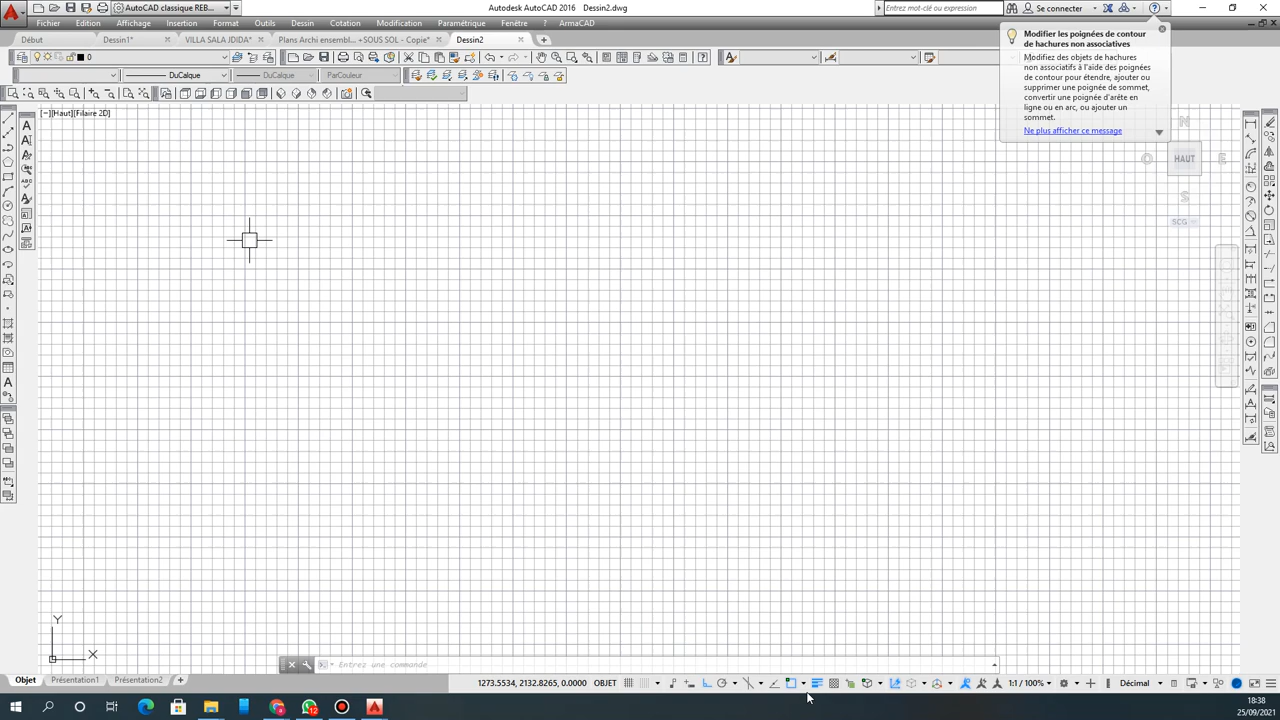 AutoCAD classique REB...
Autodesk AutoCAD 2016 Dessin2.dwg
Entrez mot-clé ou expression
Se connecter
Fichier Edition Affichage Insertion Format Outils Dessin Cotation Modification Paramétrique Fenêtre ? ArmaCAD
Début Dessin1* VILLA SALA JDIDA* Plans Archi ensembl... +SOUS SOL - Copie* Dessin2
0
DuCalque DuCalque ParCouleur
[−][Haut][Filaire 2D]
Modifier les poignées de contour
de hachures non associatives
Modifiez des objets de hachures
non associatifs à l'aide des poignées
de contour pour étendre, ajouter ou
supprimer une poignée de sommet,
convertir une poignée d'arête en
ligne ou en arc, ou ajouter un
sommet.
Ne plus afficher ce message
N
O HAUT E
S
SCG
Y
X
Entrez une commande
Objet Présentation1 Présentation2
1273.5534, 2132.8265, 0.0000 OBJET
1:1 / 100%
Décimal
12
18:38
25/09/2021